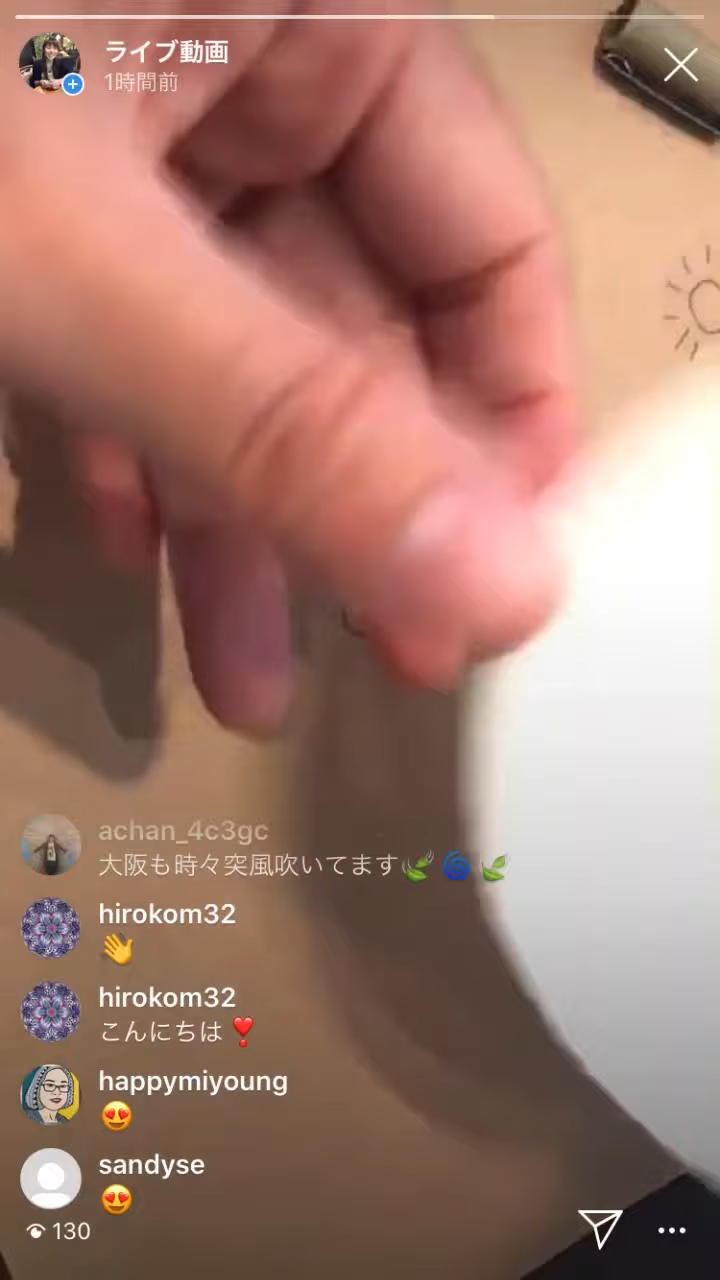 ライブ動画
1時間前
achan_4c3gc
大阪も時々突風吹いてます🍃🌀🍃
hirokom32
👋
hirokom32
こんにちは❣️
happymiyoung
😍
sandyse
😍
130